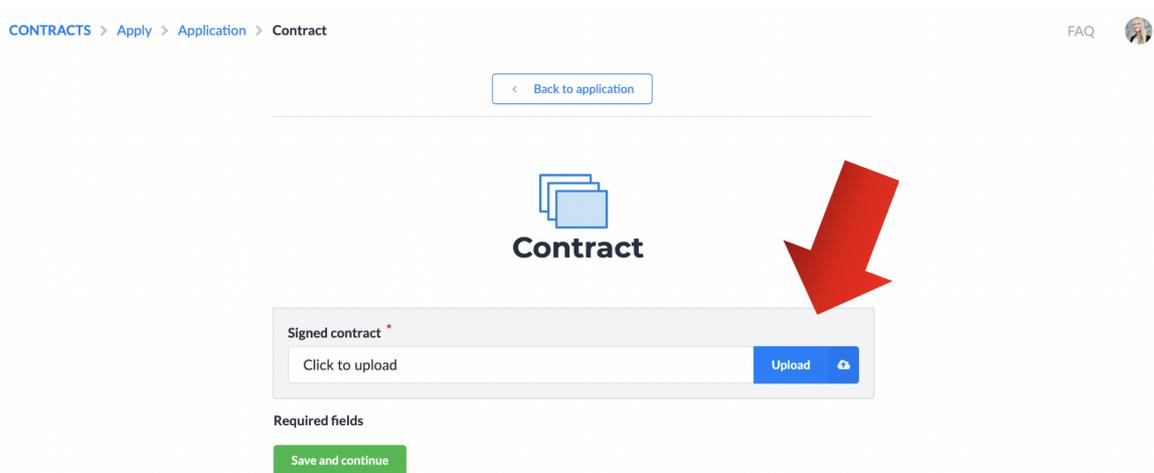 CONTRACTS > Apply > Application > Contract FAQ
< Back to application
Contract
Signed contract *
Click to upload Upload
Required fields
Save and continue